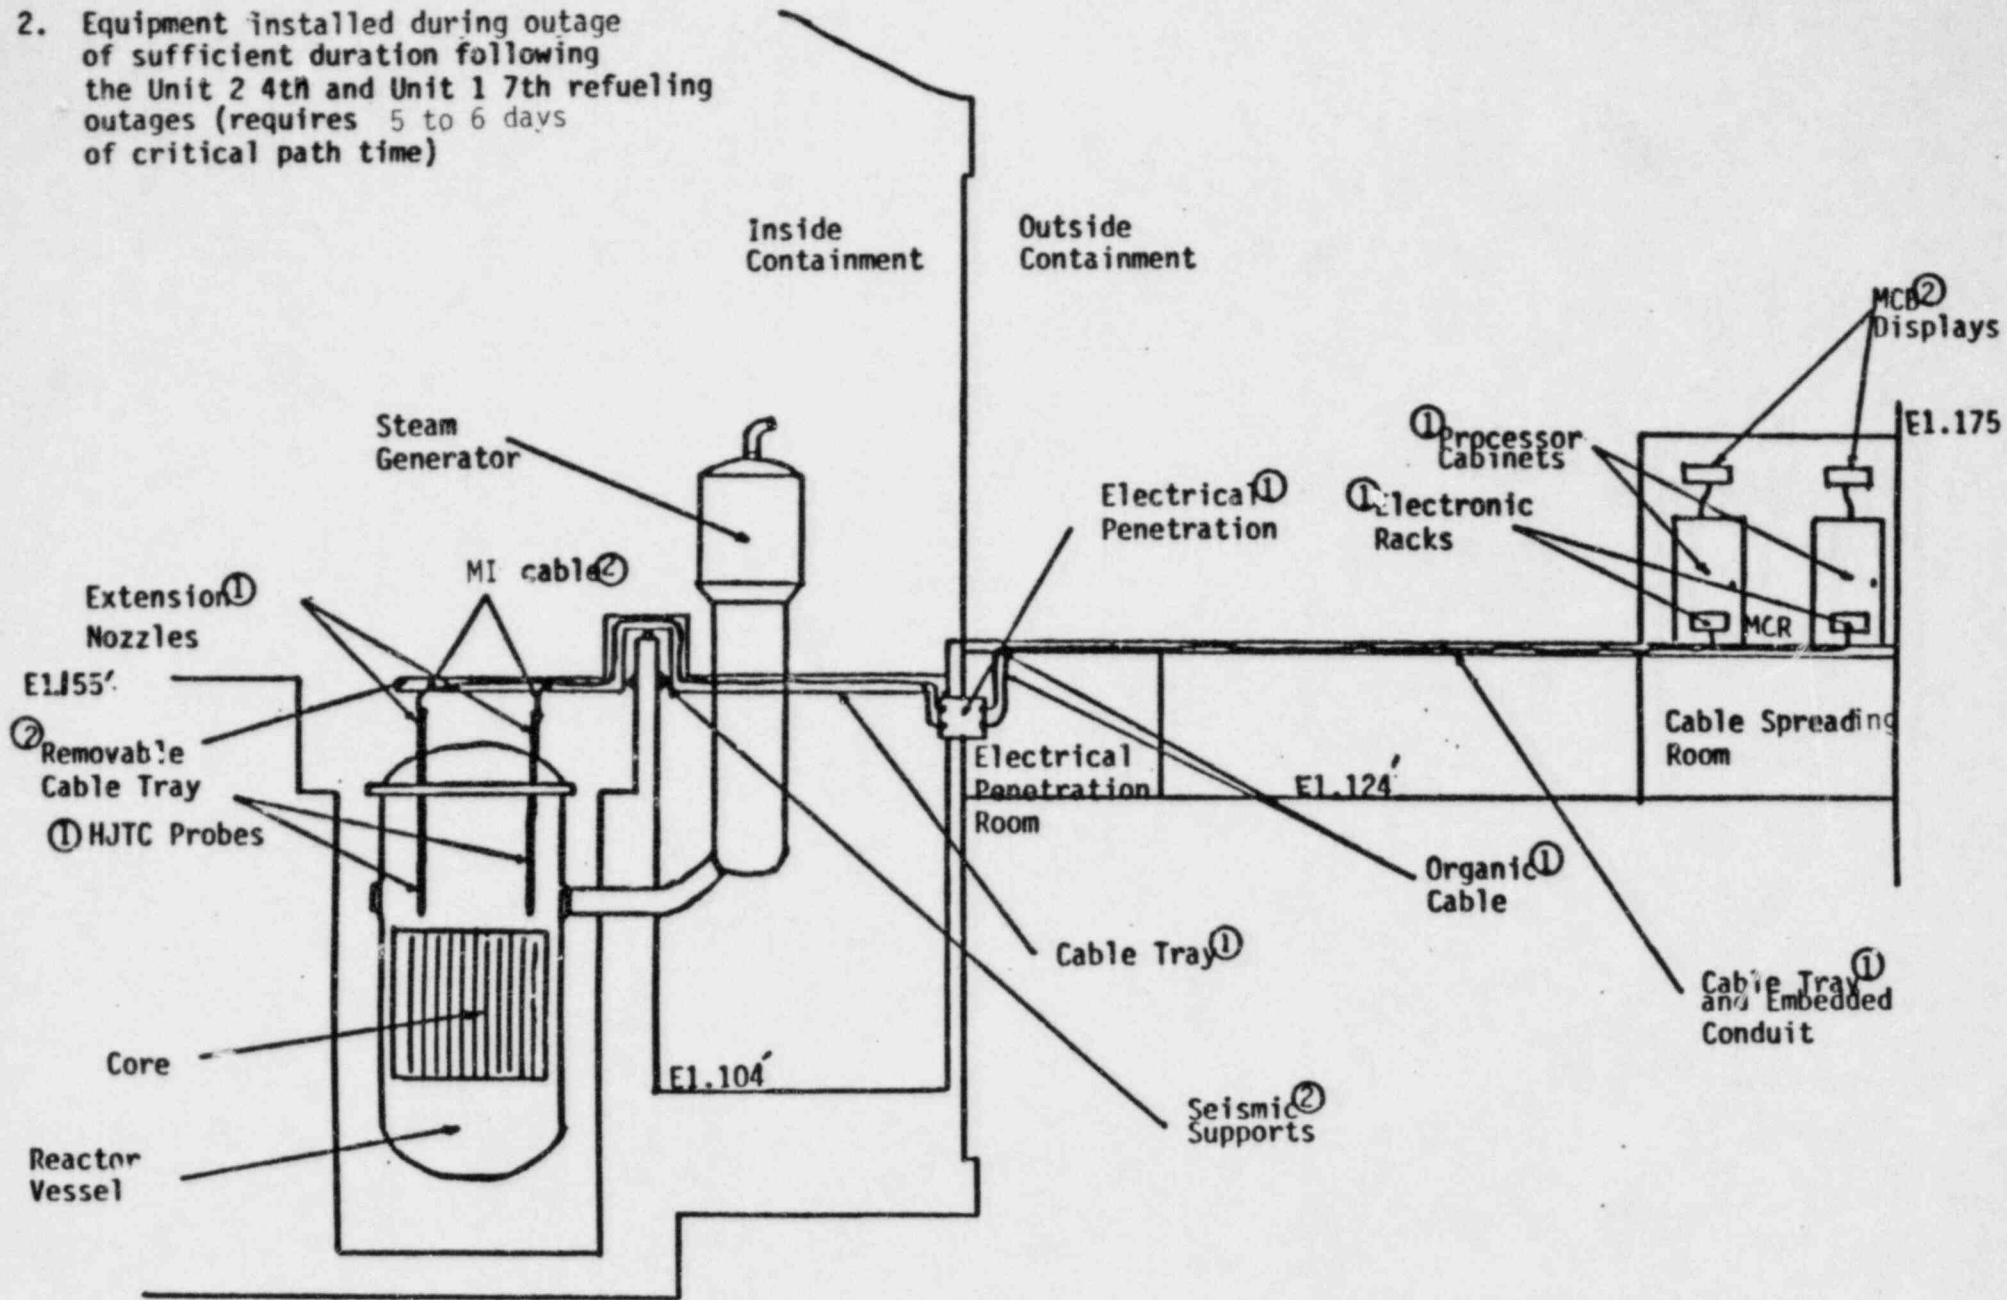 2. Equipment installed during outage
of sufficient duration following
the Unit 2 4th and Unit 1 7th refueling
outages (requires 5 to 6 days
of critical path time)
Inside
Containment
Outside
Containment
MCB②
Displays
El.175
Steam
Generator
①Processor
Cabinets
Electrical①
Penetration
①Electronic
Racks
MI cable②
Extension①
Nozzles
MCR
El.155′
②Removable
Cable Tray
①HJTC Probes
Electrical
Penetration
Room
El.124′
Cable Spreading
Room
Organic①
Cable
Cable Tray①
Cable Tray①
and Embedded
Conduit
Core
El.104′
Seismic②
Supports
Reactor
Vessel